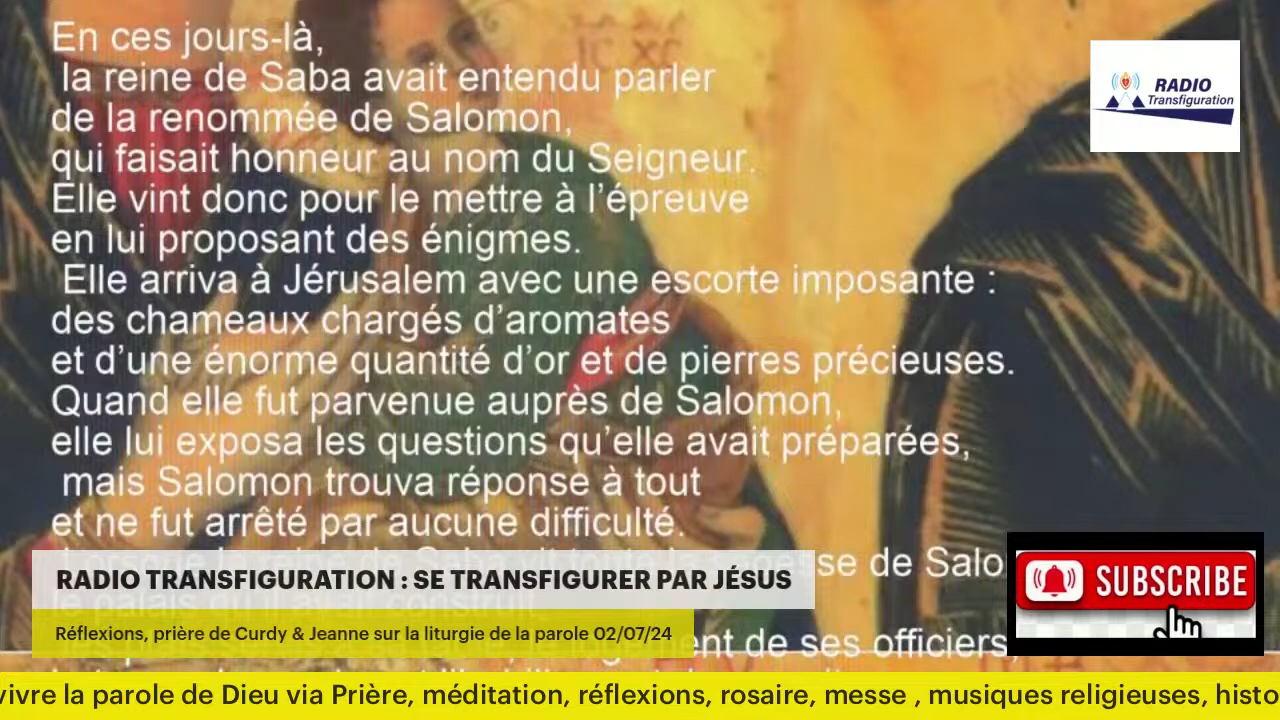 En ces jours-là,
la reine de Saba avait entendu parler
de la renommée de Salomon,
qui faisait honneur au nom du Seigneur.
Elle vint donc pour le mettre à l’épreuve
en lui proposant des énigmes.
Elle arriva à Jérusalem avec une escorte imposante :
des chameaux chargés d’aromates
et d’une énorme quantité d’or et de pierres précieuses.
Quand elle fut parvenue auprès de Salomon,
elle lui exposa les questions qu’elle avait préparées,
mais Salomon trouva réponse à tout
et ne fut arrêté par aucune difficulté.
sse de Salo
ent de ses officiers,
IC XC
RADIO
Transfiguration
RADIO TRANSFIGURATION : SE TRANSFIGURER PAR JÉSUS
Réflexions, prière de Curdy & Jeanne sur la liturgie de la parole 02/07/24
SUBSCRIBE
vivre la parole de Dieu via Prière, méditation, réflexions, rosaire, messe , musiques religieuses, histo